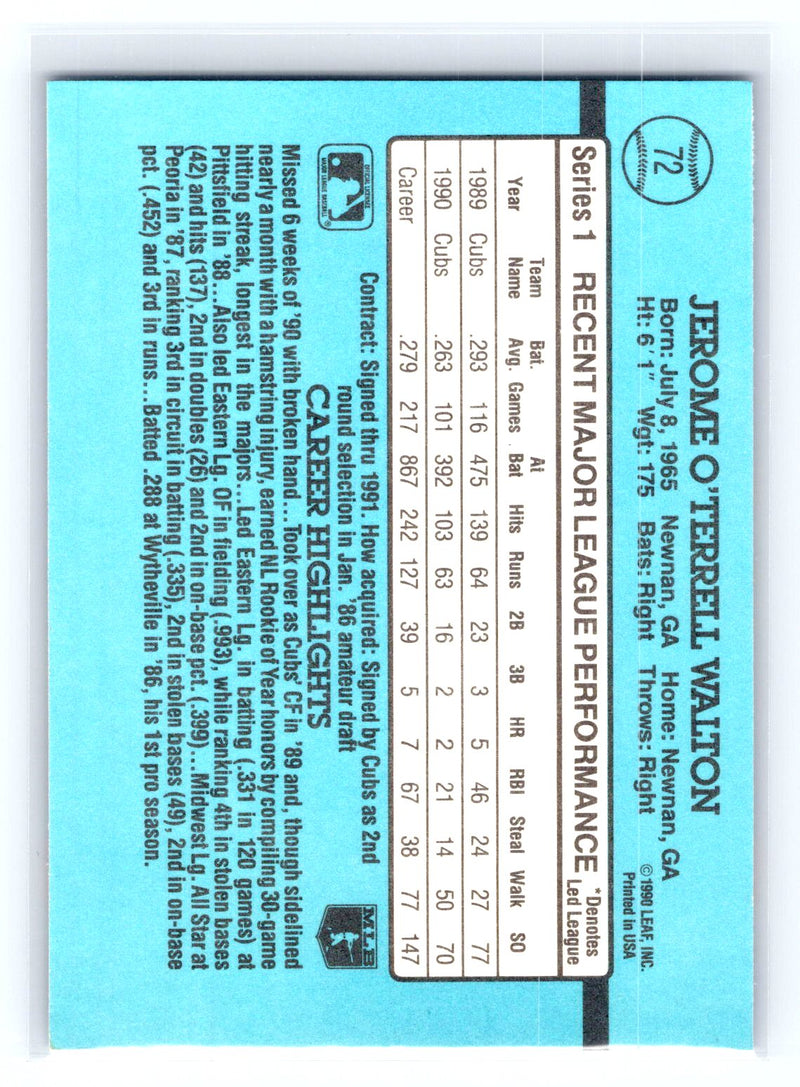 72
JEROME O'TERRELL WALTON
Born: July 8, 1965 Newnan, GA Home: Newnan, GA
Ht: 6'1" Wgt: 175 Bats: Right Throws: Right
©1990 LEAF, INC.
Printed in USA
Series 1 RECENT MAJOR LEAGUE PERFORMANCE *Denotes Led League
Year Team Name Bat. Avg. Games At Bat Hits Runs 2B 3B HR RBI Steal Walk SO
1989 Cubs .293 116 475 139 64 23 3 5 46 24 27 77
1990 Cubs .263 101 392 103 63 16 2 2 21 14 50 70
Career .279 217 867 242 127 39 5 7 67 38 77 147
OFFICIAL LICENSEE
MAJOR LEAGUE BASEBALL
Contract: Signed thru 1991. How acquired: Signed by Cubs as 2nd
round selection in Jan. '86 amateur draft
MLB
CAREER HIGHLIGHTS
Missed 6 weeks of '90 with broken hand...Took over as Cubs' CF in '89 and, though sidelined
nearly a month with a hamstring injury, earned NL Rookie of Year honors by compiling 30-game
hitting streak, longest in the majors...Led Eastern Lg. in batting (.331 in 120 games) at
Pittsfield in '88...Also led Eastern Lg. OF in fielding (.993), while ranking 4th in stolen bases
(42) and hits (137), 2nd in doubles (26) and 2nd in on-base pct. (.399)...Midwest Lg. All Star at
Peoria in '87, ranking 3rd in circuit in batting (.335), 2nd in stolen bases (49), 2nd in on-base
pct. (.452) and 3rd in runs...Batted .288 at Wytheville in '86, his 1st pro season.